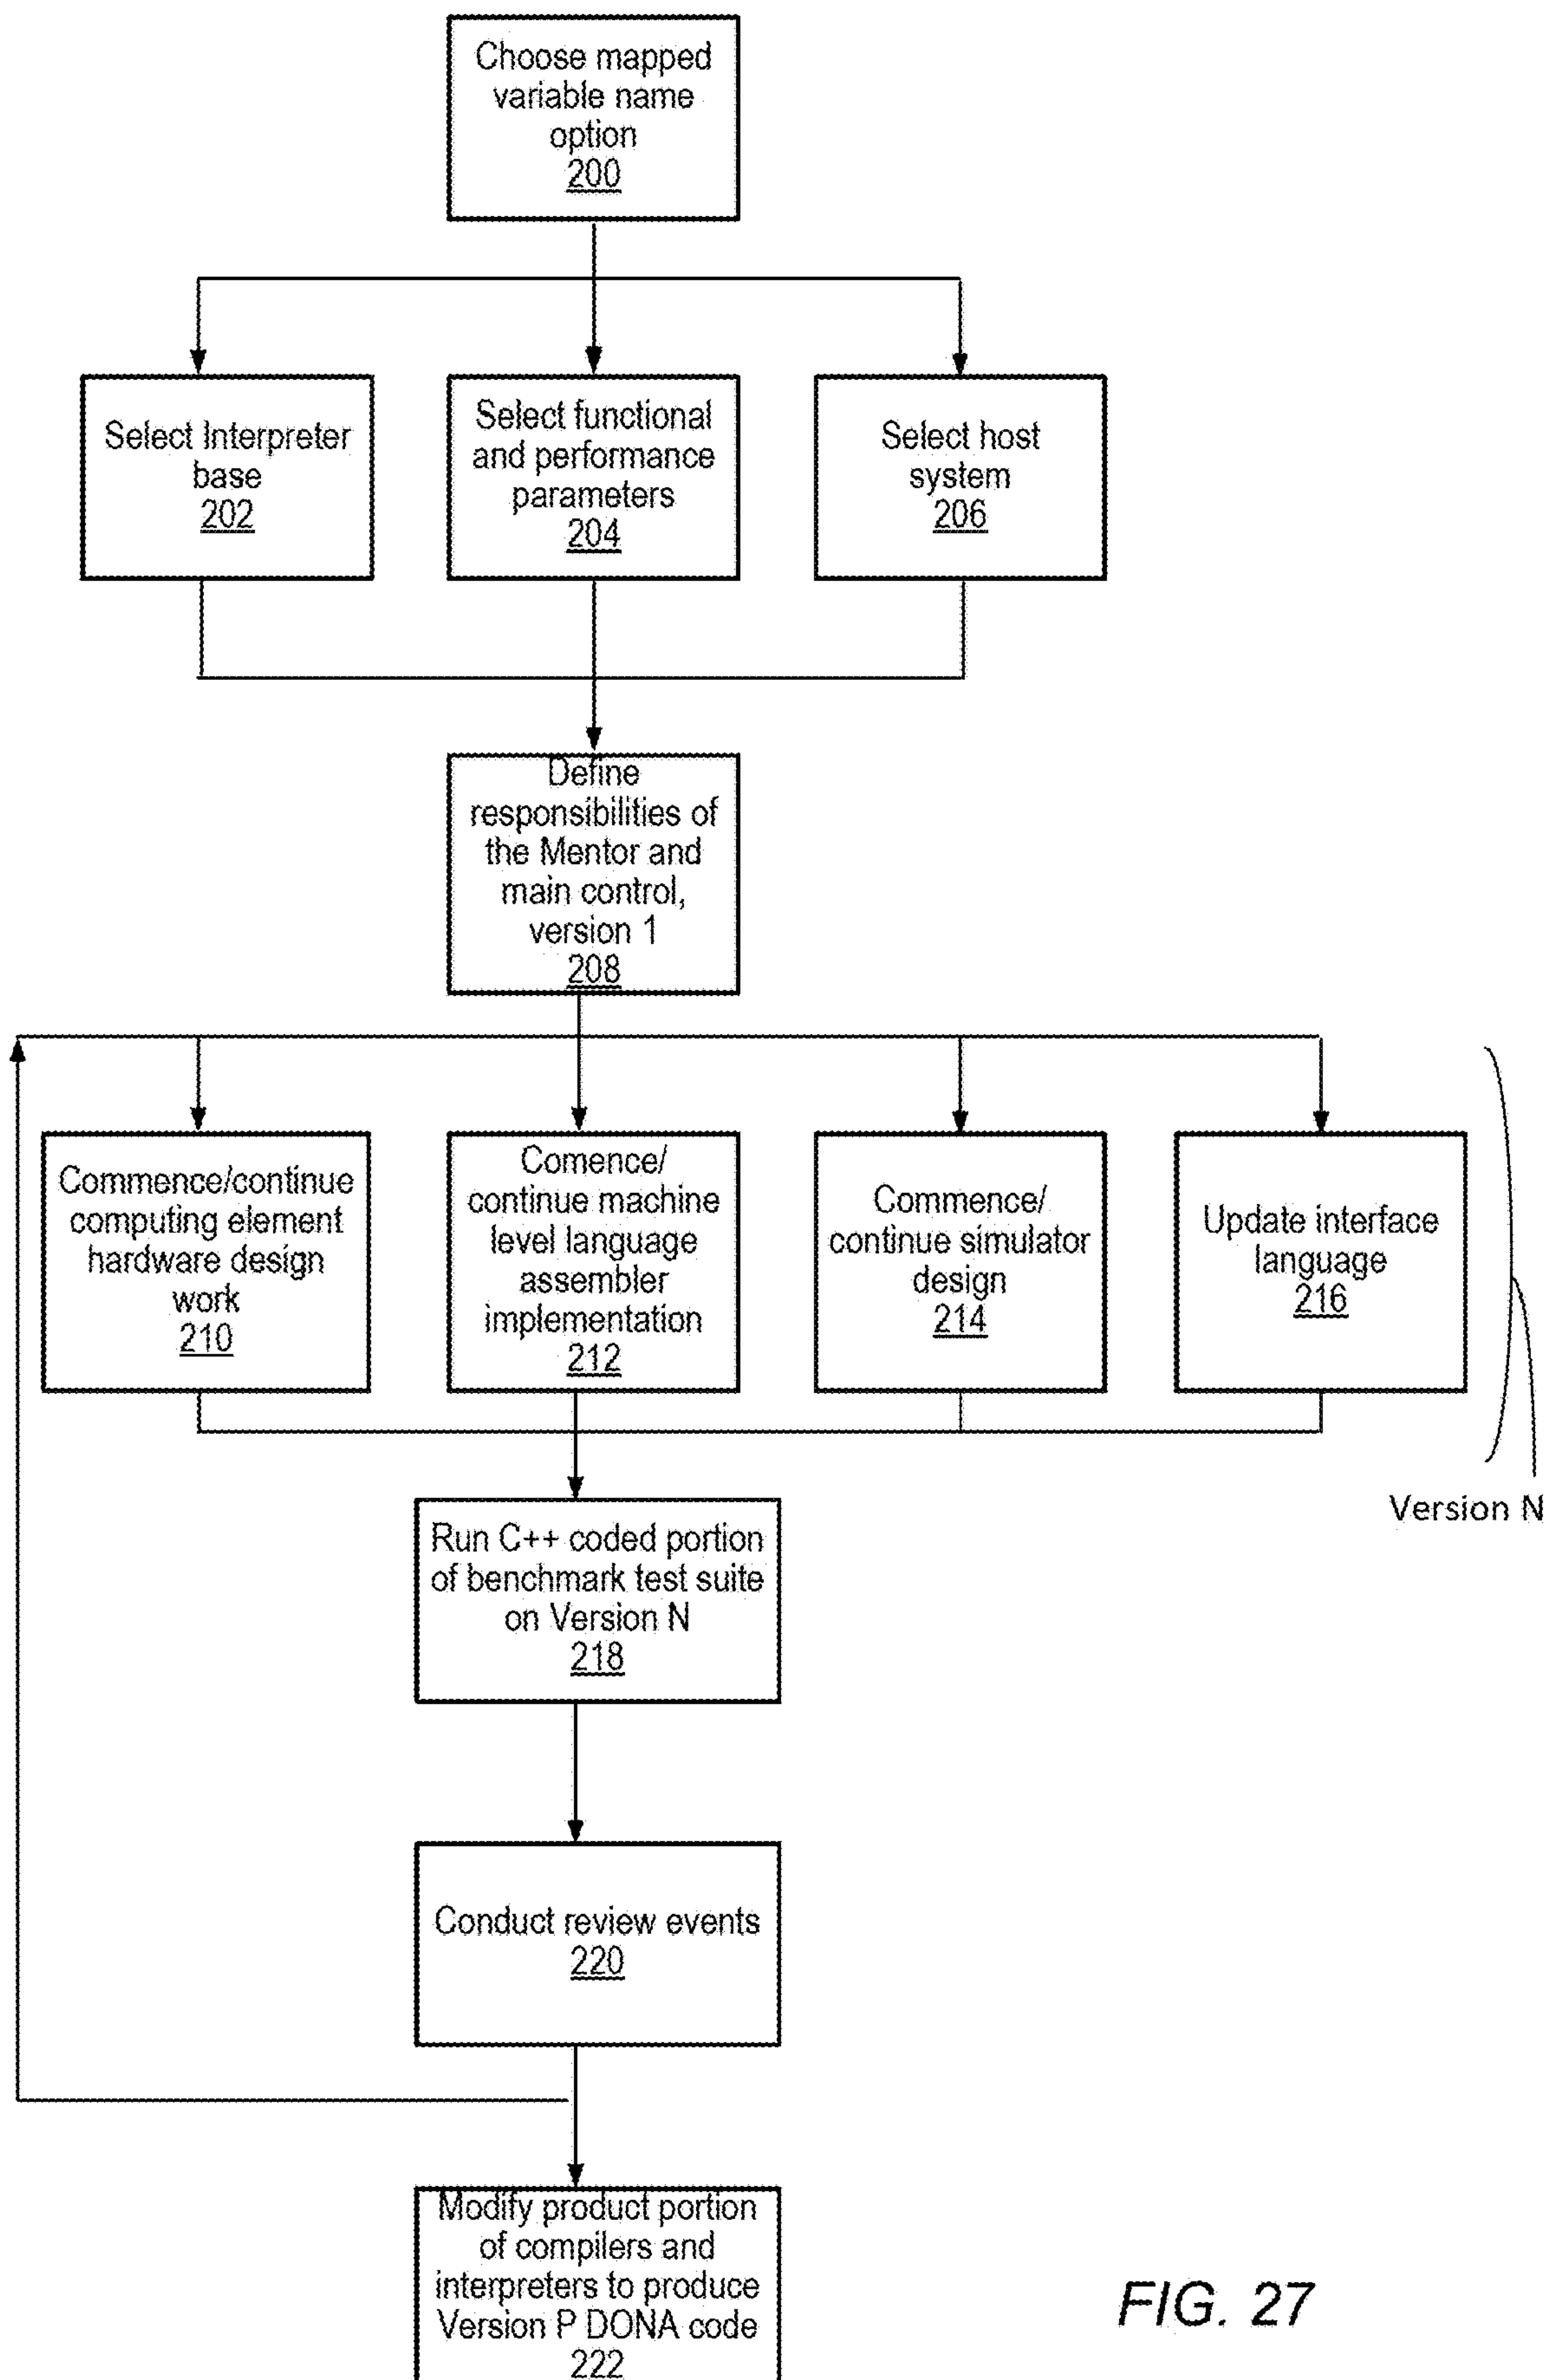 Choose mapped
variable name
option
200
Select Interpreter
base
202
Select functional
and performance
parameters
204
Select host
system
206
Define
responsibilities of
the Mentor and
main control,
version 1
208
Commence/continue
computing element
hardware design
work
210
Comence/
continue machine
level language
assembler
implementation
212
Commence/
continue simulator
design
214
Update interface
language
216
Version N
Run C++ coded portion
of benchmark test suite
on Version N
218
Conduct review events
220
Modify product portion
of compilers and
interpreters to produce
Version P DONA code
222
FIG. 27